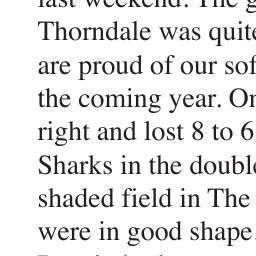 last weekend. The g
Thorndale was quite
are proud of our sof
the coming year. On
right and lost 8 to 6
Sharks in the double
shaded field in The
were in good shape.